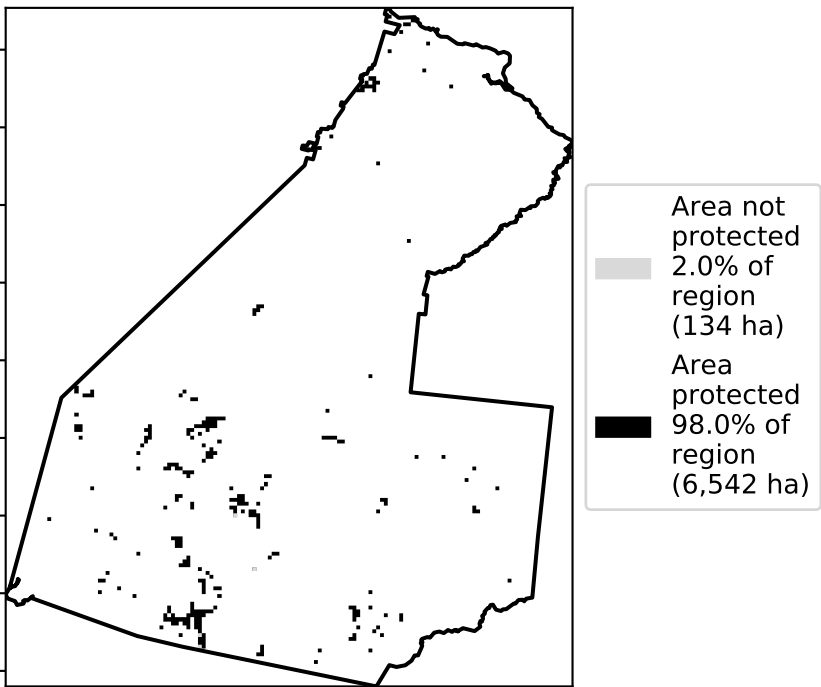 Area not
protected
2.0% of
region
(134 ha)
Area
protected
98.0% of
region
(6,542 ha)